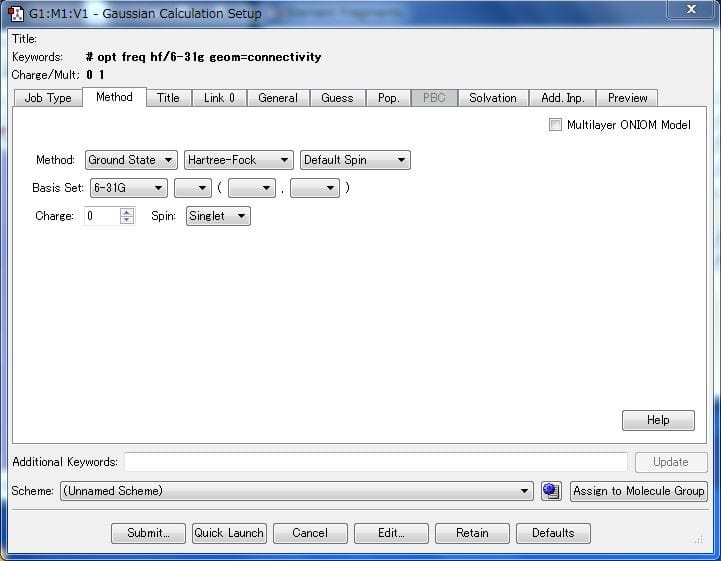 G1:M1:V1 - Gaussian Calculation Setup
Title:
Keywords: # opt freq hf/6-31g geom=connectivity
Charge/Mult: 0 1
Job Type Method Title Link 0 General Guess Pop. PBC Solvation Add. Inp. Preview
Multilayer ONIOM Model
Method: Ground State Hartree-Fock Default Spin
Basis Set: 6-31G ( , )
Charge: 0 Spin: Singlet
Help
Additional Keywords: Update
Scheme: (Unnamed Scheme) Assign to Molecule Group
Submit... Quick Launch Cancel Edit... Retain Defaults